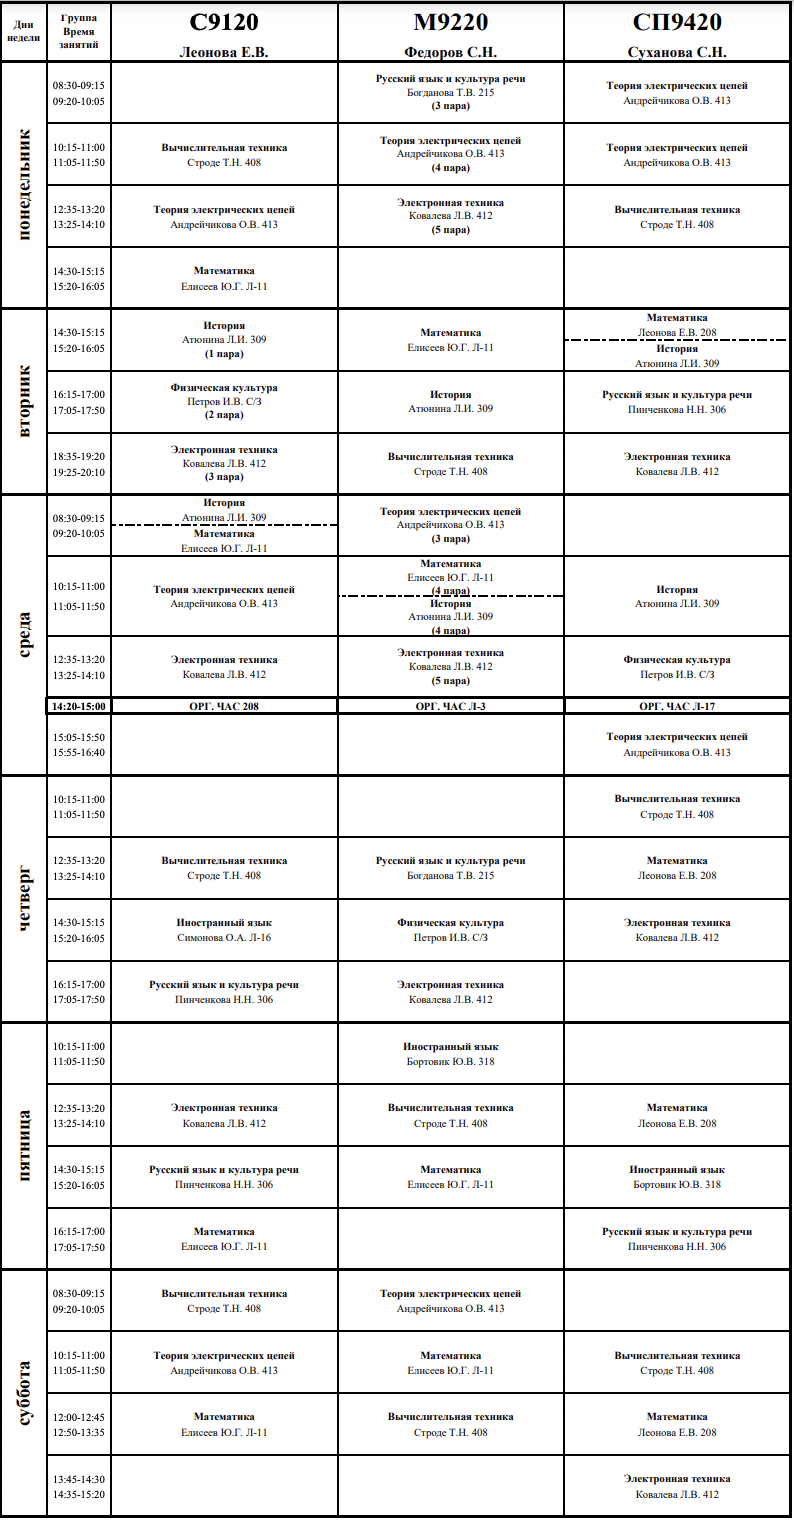 Дни
недели
Группа
Время
занятий
С9120
Леонова Е.В.
М9220
Федоров С.Н.
СП9420
Суханова С.Н.
понедельник
08:30-09:15
09:20-10:05
Русский язык и культура речи
Богданова Т.В. 215
(3 пара)
Теория электрических цепей
Андрейчикова О.В. 413
10:15-11:00
11:05-11:50
Вычислительная техника
Строде Т.Н. 408
Теория электрических цепей
Андрейчикова О.В. 413
(4 пара)
Теория электрических цепей
Андрейчикова О.В. 413
12:35-13:20
13:25-14:10
Теория электрических цепей
Андрейчикова О.В. 413
Электронная техника
Ковалева Л.В. 412
(5 пара)
Вычислительная техника
Строде Т.Н. 408
14:30-15:15
15:20-16:05
Математика
Елисеев Ю.Г. Л-11
вторник
14:30-15:15
15:20-16:05
История
Атюнина Л.И. 309
(1 пара)
Математика
Елисеев Ю.Г. Л-11
Математика
Леонова Е.В. 208
История
Атюнина Л.И. 309
16:15-17:00
17:05-17:50
Физическая культура
Петров И.В. С/З
(2 пара)
История
Атюнина Л.И. 309
Русский язык и культура речи
Пинченкова Н.Н. 306
18:35-19:20
19:25-20:10
Электронная техника
Ковалева Л.В. 412
(3 пара)
Вычислительная техника
Строде Т.Н. 408
Электронная техника
Ковалева Л.В. 412
среда
08:30-09:15
09:20-10:05
История
Атюнина Л.И. 309
Математика
Елисеев Ю.Г. Л-11
Теория электрических цепей
Андрейчикова О.В. 413
(3 пара)
10:15-11:00
11:05-11:50
Теория электрических цепей
Андрейчикова О.В. 413
Математика
Елисеев Ю.Г. Л-11
(4 пара)
История
Атюнина Л.И. 309
(4 пара)
История
Атюнина Л.И. 309
12:35-13:20
13:25-14:10
Электронная техника
Ковалева Л.В. 412
Электронная техника
Ковалева Л.В. 412
(5 пара)
Физическая культура
Петров И.В. С/З
14:20-15:00
ОРГ. ЧАС 208
ОРГ. ЧАС Л-3
ОРГ. ЧАС Л-17
15:05-15:50
15:55-16:40
Теория электрических цепей
Андрейчикова О.В. 413
четверг
10:15-11:00
11:05-11:50
Вычислительная техника
Строде Т.Н. 408
12:35-13:20
13:25-14:10
Вычислительная техника
Строде Т.Н. 408
Русский язык и культура речи
Богданова Т.В. 215
Математика
Леонова Е.В. 208
14:30-15:15
15:20-16:05
Иностранный язык
Симонова О.А. Л-16
Физическая культура
Петров И.В. С/З
Электронная техника
Ковалева Л.В. 412
16:15-17:00
17:05-17:50
Русский язык и культура речи
Пинченкова Н.Н. 306
Электронная техника
Ковалева Л.В. 412
пятница
10:15-11:00
11:05-11:50
Иностранный язык
Бортовик Ю.В. 318
12:35-13:20
13:25-14:10
Электронная техника
Ковалева Л.В. 412
Вычислительная техника
Строде Т.Н. 408
Математика
Леонова Е.В. 208
14:30-15:15
15:20-16:05
Русский язык и культура речи
Пинченкова Н.Н. 306
Математика
Елисеев Ю.Г. Л-11
Иностранный язык
Бортовик Ю.В. 318
16:15-17:00
17:05-17:50
Математика
Елисеев Ю.Г. Л-11
Русский язык и культура речи
Пинченкова Н.Н. 306
суббота
08:30-09:15
09:20-10:05
Вычислительная техника
Строде Т.Н. 408
Теория электрических цепей
Андрейчикова О.В. 413
10:15-11:00
11:05-11:50
Теория электрических цепей
Андрейчикова О.В. 413
Математика
Елисеев Ю.Г. Л-11
Вычислительная техника
Строде Т.Н. 408
12:00-12:45
12:50-13:35
Математика
Елисеев Ю.Г. Л-11
Вычислительная техника
Строде Т.Н. 408
Математика
Леонова Е.В. 208
13:45-14:30
14:35-15:20
Электронная техника
Ковалева Л.В. 412